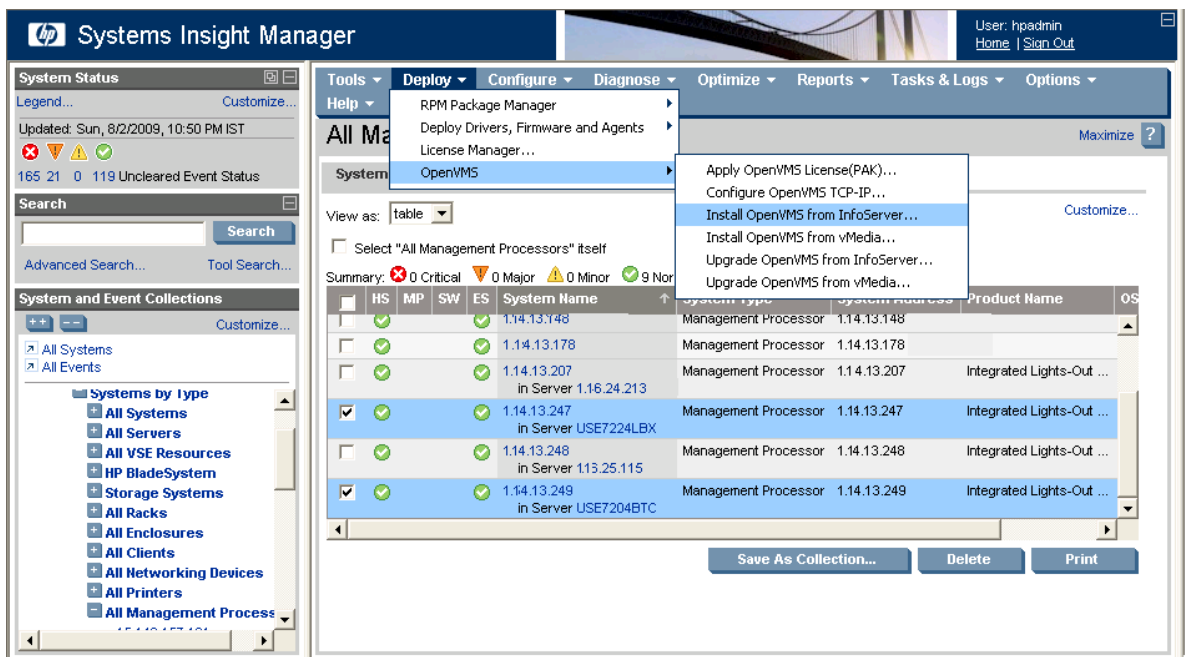 hp Systems Insight Manager
User: hpadmin
Home | Sign Out
System Status
Legend... Customize...
Updated: Sun, 8/2/2009, 10:50 PM IST
165 21 0 119 Uncleared Event Status
Search
Search
Advanced Search... Tool Search...
System and Event Collections
Customize...
All Systems
All Events
Systems by Type
All Systems
All Servers
All VSE Resources
HP BladeSystem
Storage Systems
All Racks
All Enclosures
All Clients
All Networking Devices
All Printers
All Management Process
Tools Deploy Configure Diagnose Optimize Reports Tasks & Logs Options
Help
RPM Package Manager
Deploy Drivers, Firmware and Agents
License Manager...
OpenVMS
Apply OpenVMS License(PAK)...
Configure OpenVMS TCP-IP...
Install OpenVMS from InfoServer...
Install OpenVMS from vMedia...
Upgrade OpenVMS from InfoServer...
Upgrade OpenVMS from vMedia...
All Ma
Maximize ?
System
View as: table
Customize...
Select "All Management Processors" itself
Summary: 0 Critical 0 Major 0 Minor 9 Nor
HS MP SW ES System Name System Type System Address Product Name OS
1.14.13.148 Management Processor 1.14.13.148
1.14.13.178 Management Processor 1.14.13.178
1.14.13.207 Management Processor 1.14.13.207 Integrated Lights-Out ...
in Server 1.16.24.213
1.14.13.247 Management Processor 1.14.13.247 Integrated Lights-Out ...
in Server USE7224LBX
1.14.13.248 Management Processor 1.14.13.248 Integrated Lights-Out ...
in Server 1.16.25.115
1.14.13.249 Management Processor 1.14.13.249 Integrated Lights-Out ...
in Server USE7204BTC
Save As Collection... Delete Print